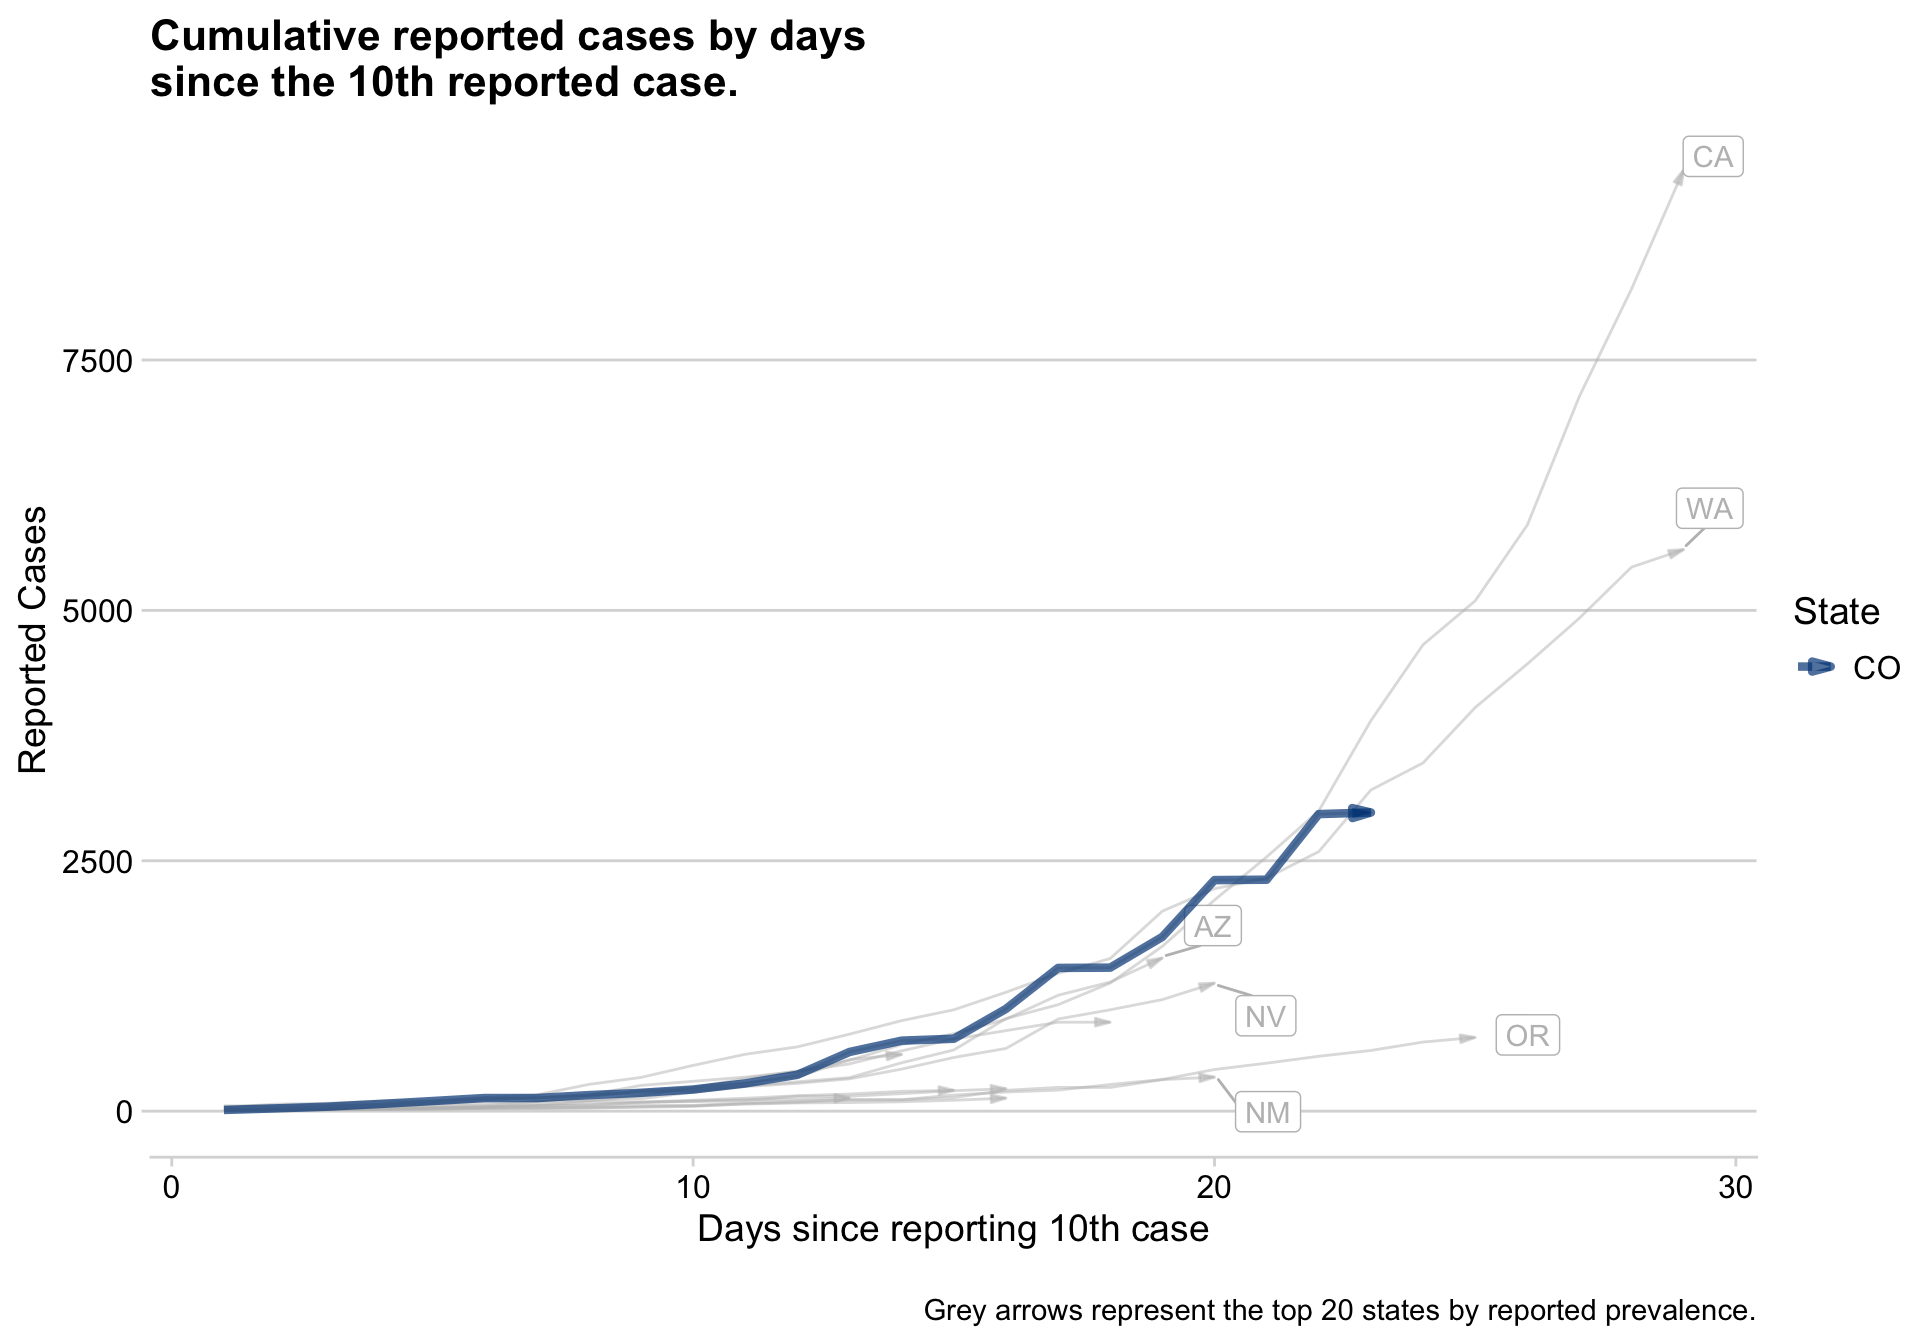 Cumulative reported cases by days
since the 10th reported case.
CA
7500
WA
5000
Reported Cases
State
CO
2500
AZ
NV
OR
NM
0
0 10 20 30
Days since reporting 10th case
Grey arrows represent the top 20 states by reported prevalence.